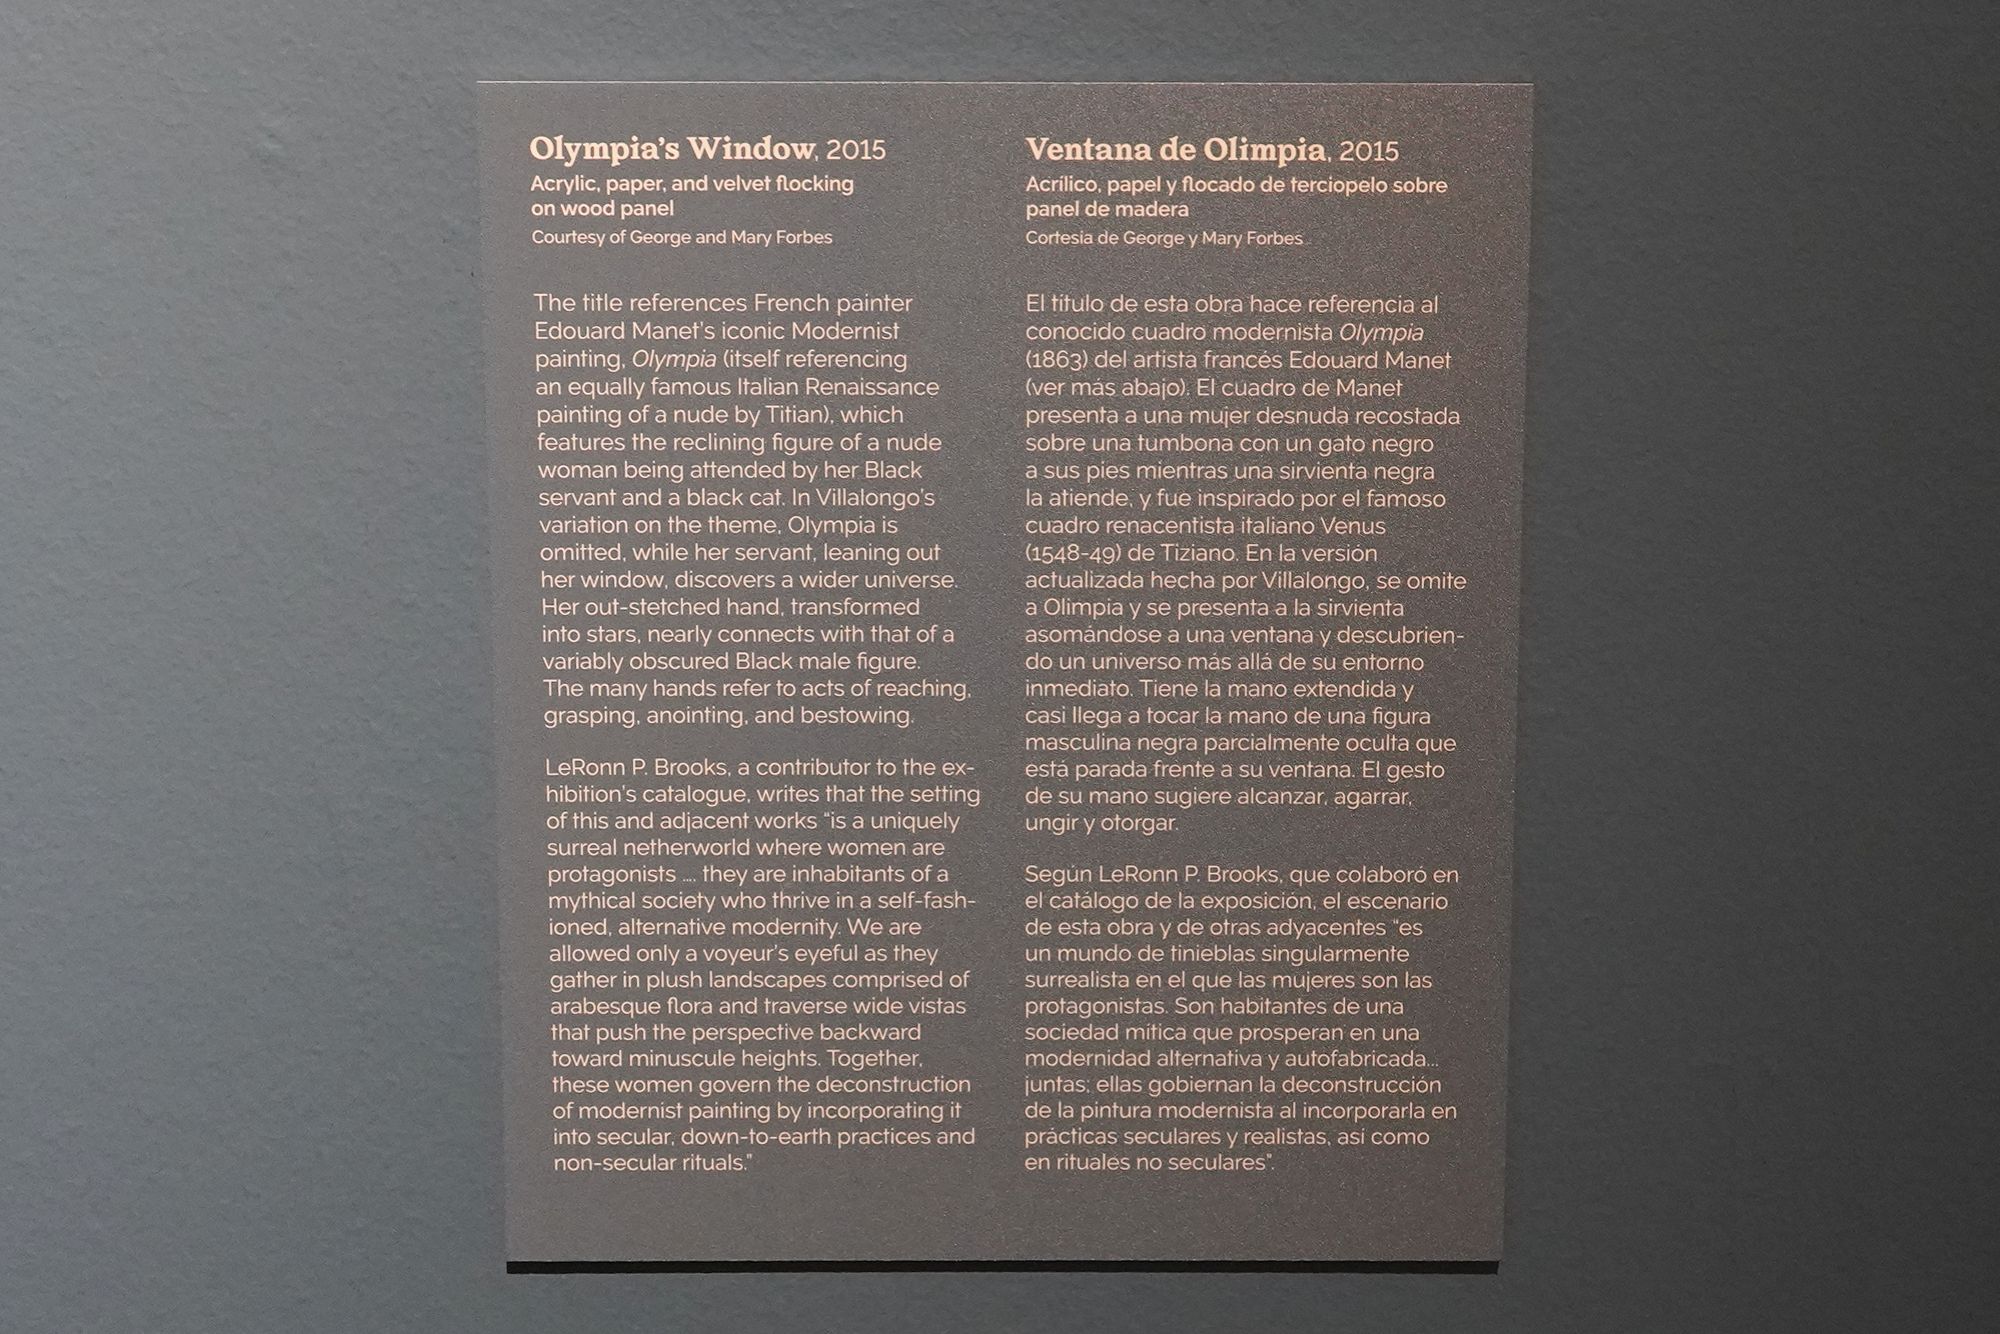 Olympia's Window, 2015
Acrylic, paper, and velvet flocking
on wood panel
Courtesy of George and Mary Forbes
The title references French painter
Edouard Manet's iconic Modernist
painting, Olympia (itself referencing
an equally famous Italian Renaissance
painting of a nude by Titian), which
features the reclining figure of a nude
woman being attended by her Black
servant and a black cat. In Villalongo's
variation on the theme, Olympia is
omitted, while her servant, leaning out
her window, discovers a wider universe.
Her out-stetched hand, transformed
into stars, nearly connects with that of a
variably obscured Black male figure.
The many hands refer to acts of reaching,
grasping, anointing, and bestowing.
LeRonn P. Brooks, a contributor to the ex-
hibition's catalogue, writes that the setting
of this and adjacent works “is a uniquely
surreal netherworld where women are
protagonists .... they are inhabitants of a
mythical society who thrive in a self-fash-
ioned, alternative modernity. We are
allowed only a voyeur's eyeful as they
gather in plush landscapes comprised of
arabesque flora and traverse wide vistas
that push the perspective backward
toward minuscule heights. Together,
these women govern the deconstruction
of modernist painting by incorporating it
into secular, down-to-earth practices and
non-secular rituals.”
Ventana de Olimpia, 2015
Acrílico, papel y flocado de terciopelo sobre
panel de madera
Cortesía de George y Mary Forbes
El título de esta obra hace referencia al
conocido cuadro modernista Olympia
(1863) del artista francés Edouard Manet
(ver más abajo). El cuadro de Manet
presenta a una mujer desnuda recostada
sobre una tumbona con un gato negro
a sus pies mientras una sirvienta negra
la atiende, y fue inspirado por el famoso
cuadro renacentista italiano Venus
(1548-49) de Tiziano. En la versión
actualizada hecha por Villalongo, se omite
a Olimpia y se presenta a la sirvienta
asomándose a una ventana y descubrien-
do un universo más allá de su entorno
inmediato. Tiene la mano extendida y
casi llega a tocar la mano de una figura
masculina negra parcialmente oculta que
está parada frente a su ventana. El gesto
de su mano sugiere alcanzar, agarrar,
ungir y otorgar.
Según LeRonn P. Brooks, que colaboró en
el catálogo de la exposición, el escenario
de esta obra y de otras adyacentes “es
un mundo de tinieblas singularmente
surrealista en el que las mujeres son las
protagonistas. Son habitantes de una
sociedad mítica que prosperan en una
modernidad alternativa y autofabricada...
juntas; ellas gobiernan la deconstrucción
de la pintura modernista al incorporarla en
prácticas seculares y realistas, así como
en rituales no seculares”.